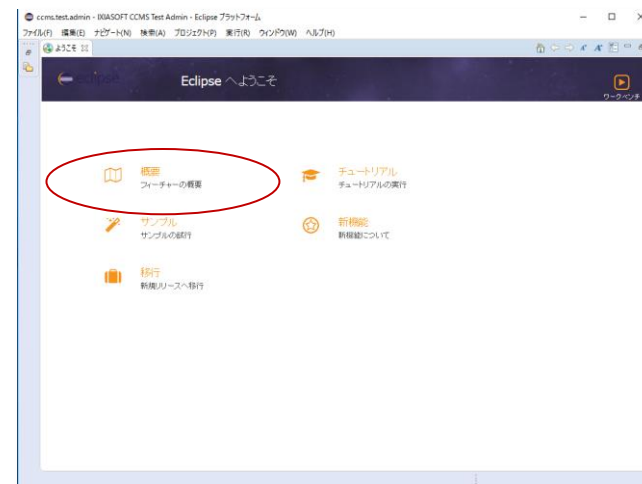 ccms.test.admin - IXIASOFT CCMS Test Admin - Eclipse プラットフォーム
ファイル(F) 編集(E) ナビゲート(N) 検索(A) プロジェクト(P) 実行(R) ウィンドウ(W) ヘルプ(H)
ようこそ
eclipse
Eclipse へようこそ
ワークベンチ
概要
フィーチャーの概要
チュートリアル
チュートリアルの実行
サンプル
サンプルの試行
新機能
新機能について
移行
新規リリースへ移行